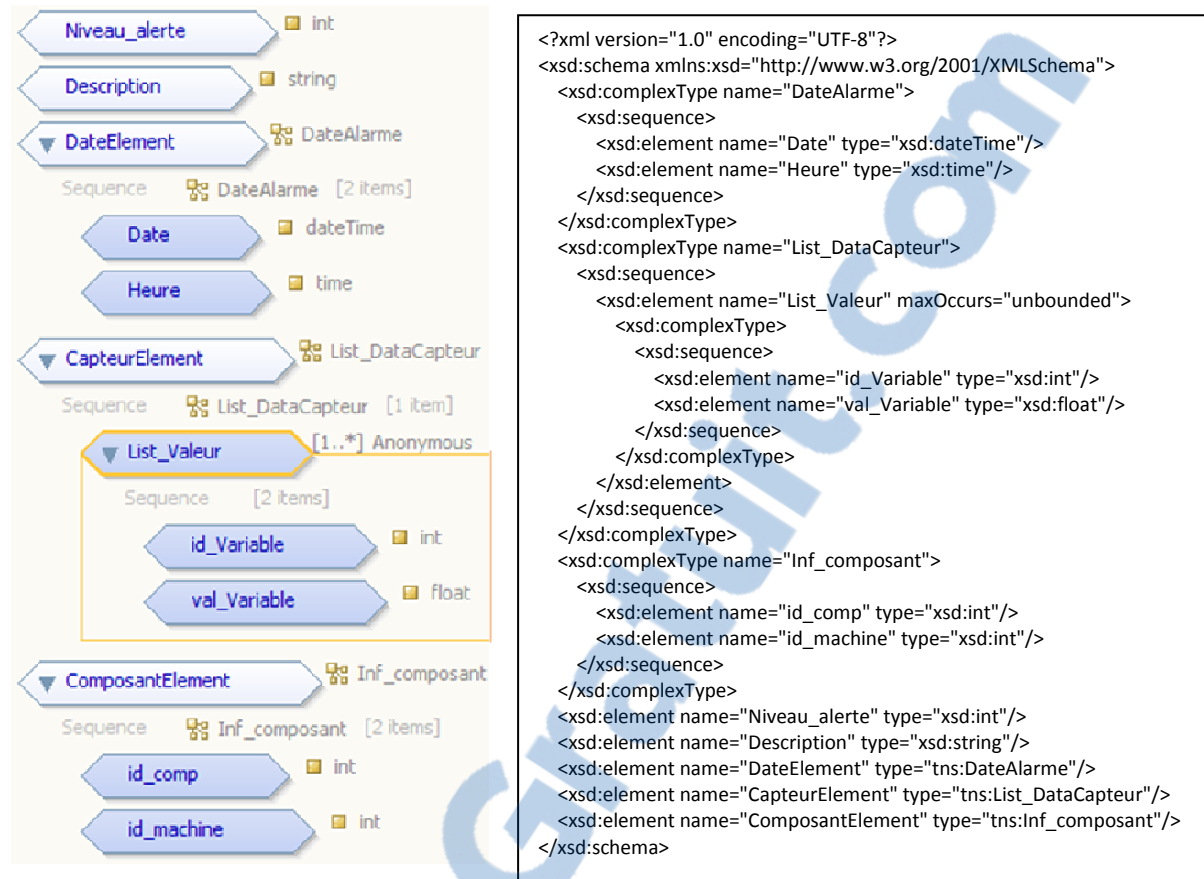 Niveau_alerte int
Description string
DateElement DateAlarme
Sequence DateAlarme [2 items]
Date dateTime
Heure time
CapteurElement List_DataCapteur
Sequence List_DataCapteur [1 item]
List_Valeur [1..*] Anonymous
Sequence [2 items]
id_Variable int
val_Variable float
ComposantElement Inf_composant
Sequence Inf_composant [2 items]
id_comp int
id_machine int
<?xml version="1.0" encoding="UTF-8"?>
<xsd:schema xmlns:xsd="http://www.w3.org/2001/XMLSchema">
<xsd:complexType name="DateAlarme">
<xsd:sequence>
<xsd:element name="Date" type="xsd:dateTime"/>
<xsd:element name="Heure" type="xsd:time"/>
</xsd:sequence>
</xsd:complexType>
<xsd:complexType name="List_DataCapteur">
<xsd:sequence>
<xsd:element name="List_Valeur" maxOccurs="unbounded">
<xsd:complexType>
<xsd:sequence>
<xsd:element name="id_Variable" type="xsd:int"/>
<xsd:element name="val_Variable" type="xsd:float"/>
</xsd:sequence>
</xsd:complexType>
</xsd:element>
</xsd:sequence>
</xsd:complexType>
<xsd:complexType name="Inf_composant">
<xsd:sequence>
<xsd:element name="id_comp" type="xsd:int"/>
<xsd:element name="id_machine" type="xsd:int"/>
</xsd:sequence>
</xsd:complexType>
<xsd:element name="Niveau_alerte" type="xsd:int"/>
<xsd:element name="Description" type="xsd:string"/>
<xsd:element name="DateElement" type="tns:DateAlarme"/>
<xsd:element name="CapteurElement" type="tns:List_DataCapteur"/>
<xsd:element name="ComposantElement" type="tns:Inf_composant"/>
</xsd:schema>
Gratuit.com